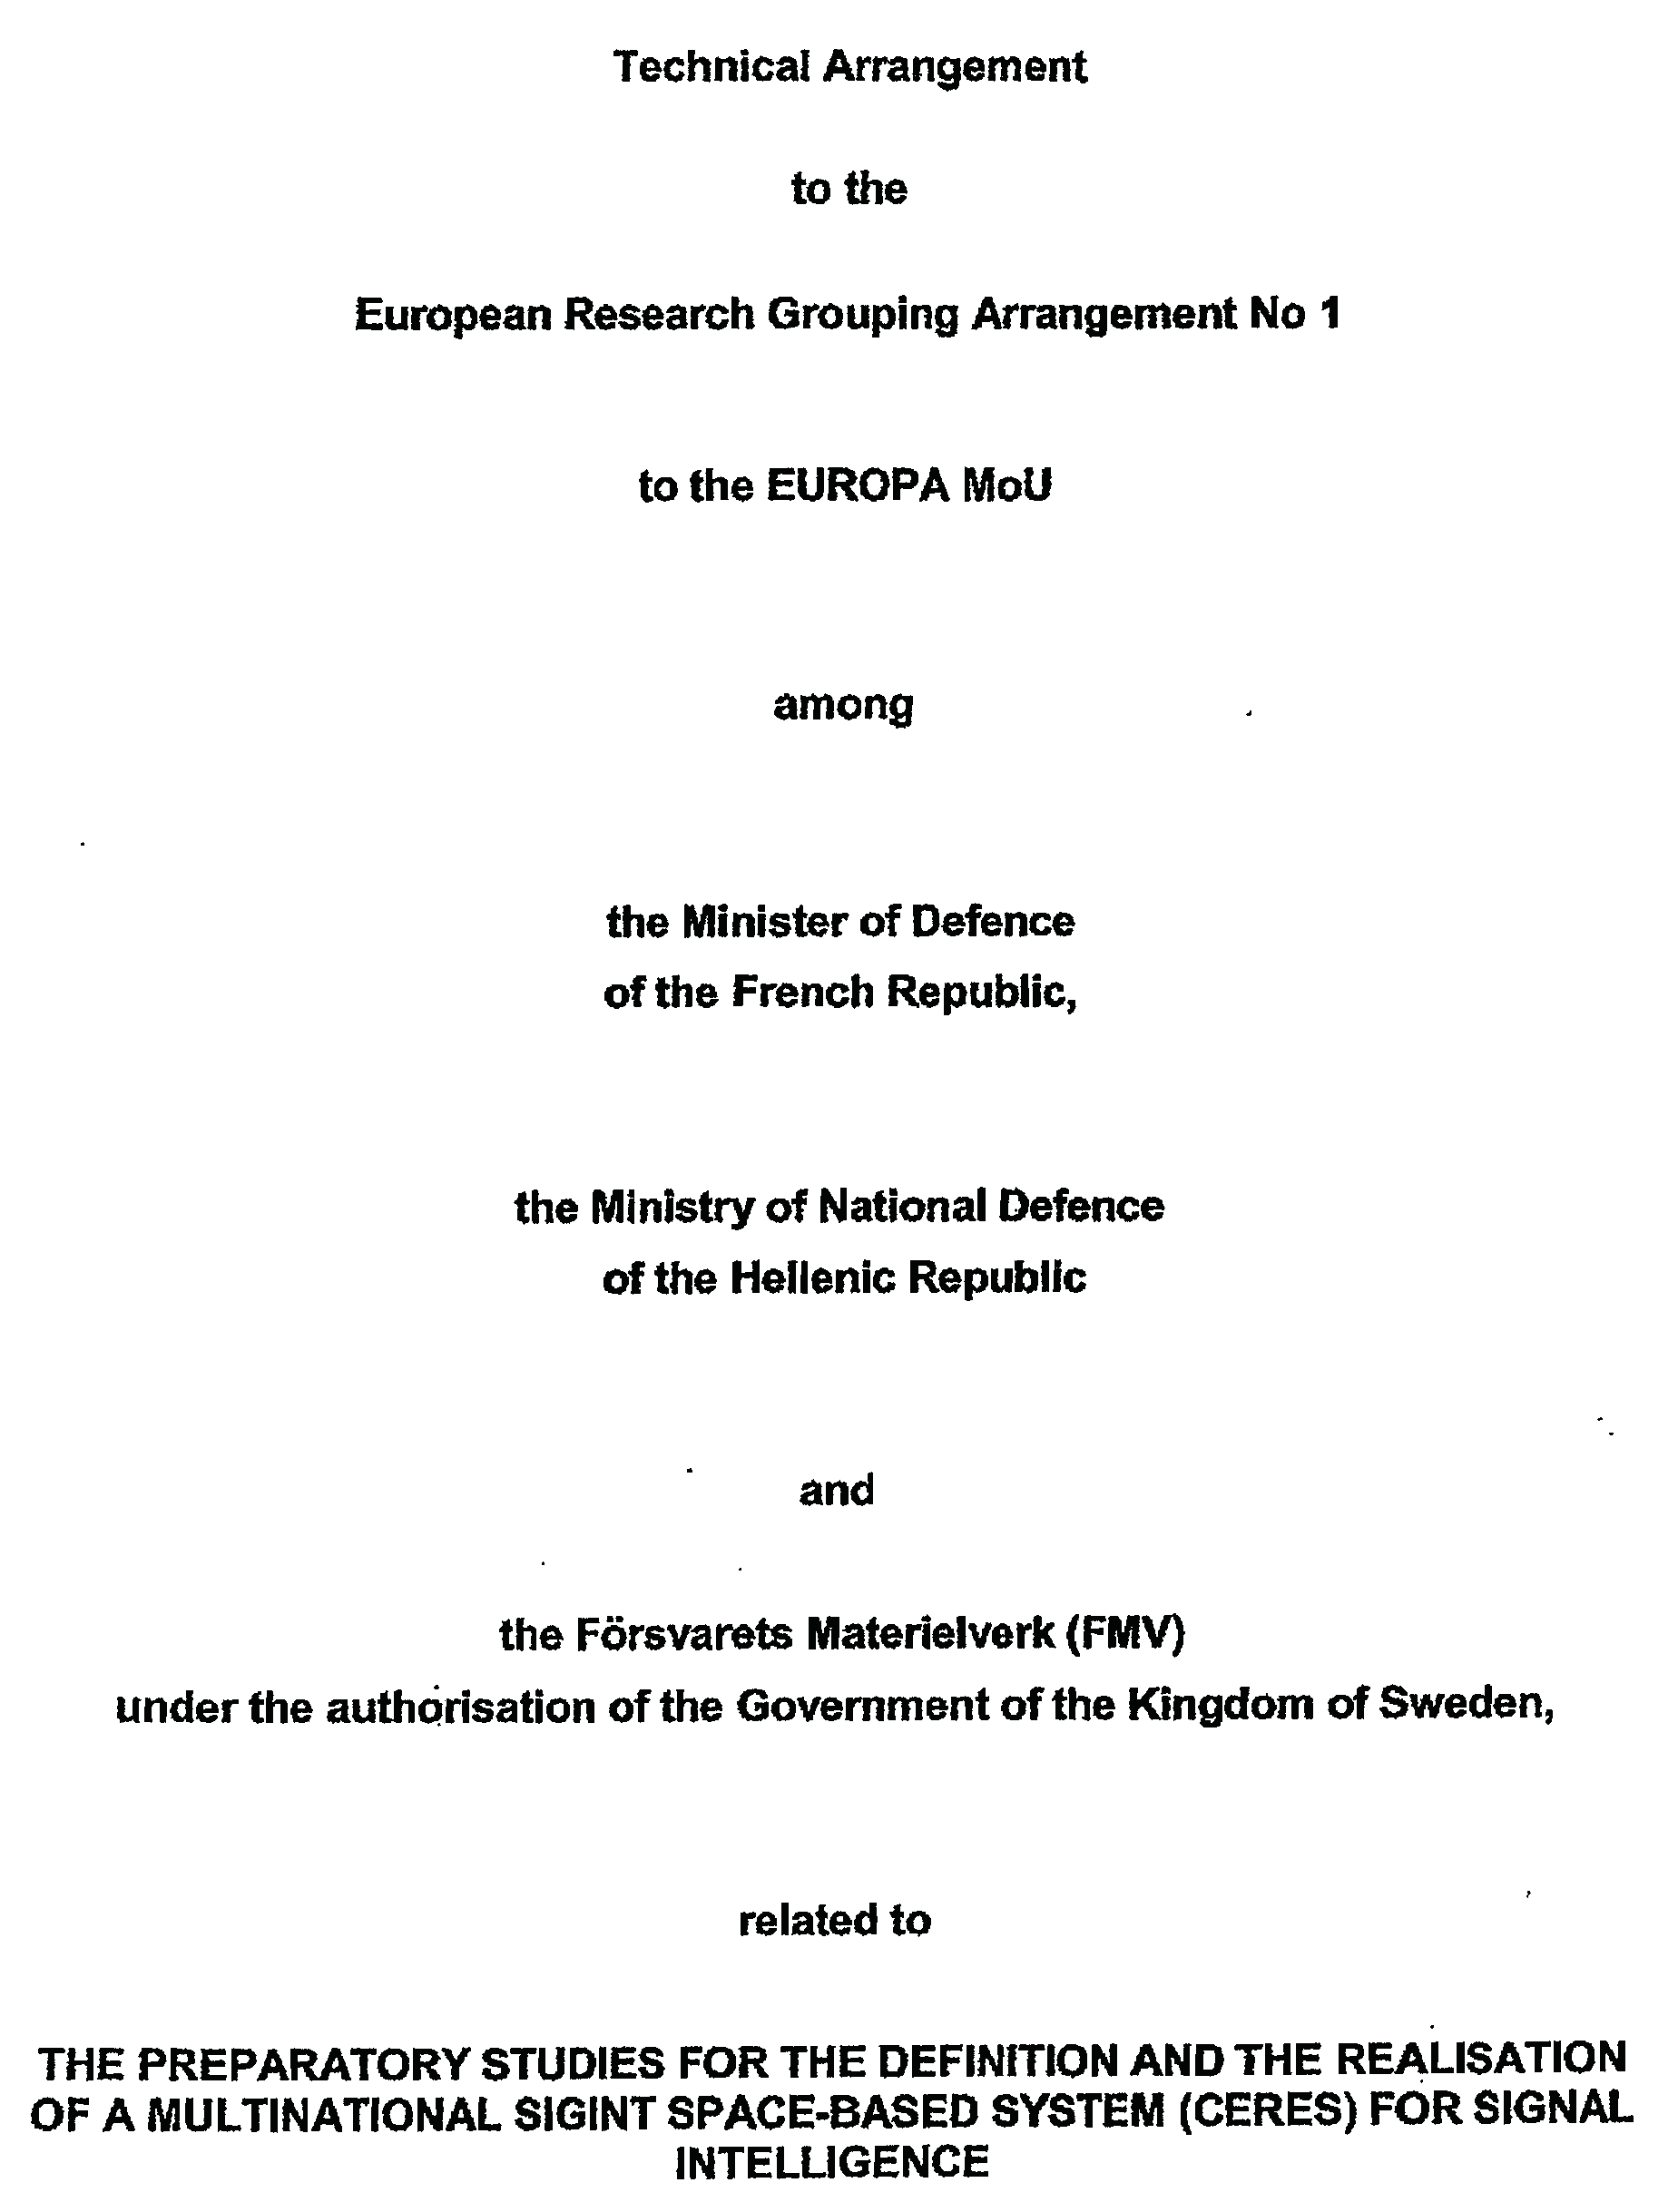 Technical Arrangement
to the
European Research Grouping Arrangement No 1
to the EUROPA MoU
among
the Minister of Defence
of the French Republic,
the Ministry of National Defence
of the Hellenic Republic
and
the Försvarets Materielverk (FMV)
under the authorisation of the Government of the Kingdom of Sweden,
related to
THE PREPARATORY STUDIES FOR THE DEFINITION AND THE REALISATION
OF A MULTINATIONAL SIGINT SPACE-BASED SYSTEM (CERES) FOR SIGNAL
INTELLIGENCE